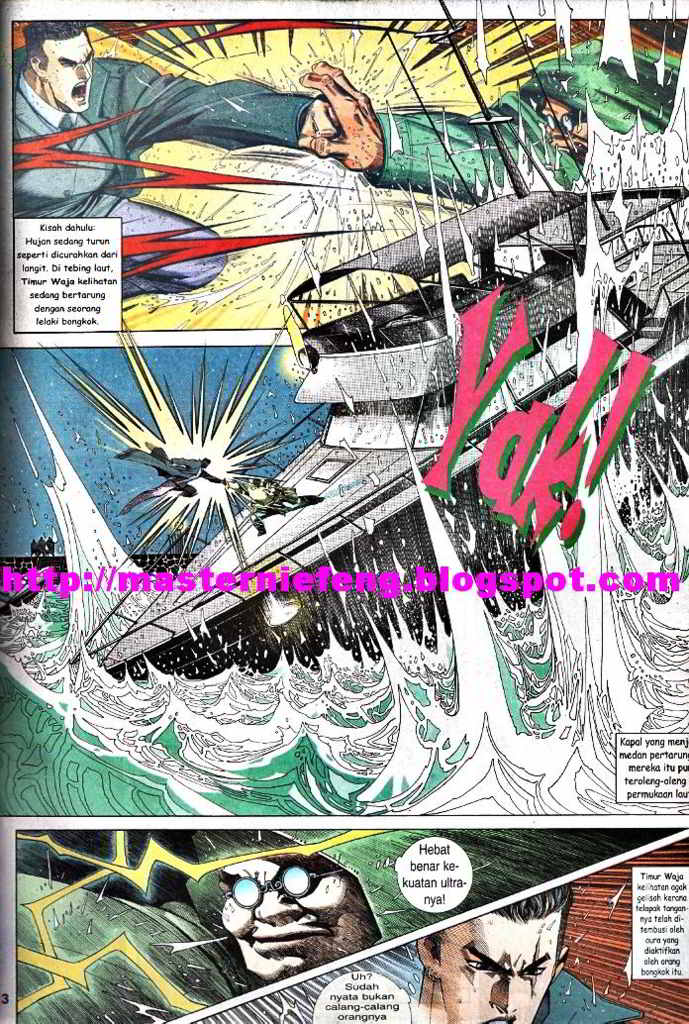 Kisah dahulu:
Hujan sedang turun
seperti dicurahkan dari
langit. Di tebing laut,
Timur Waja kelihatan
sedang bertarung
dengan seorang
lelaki bongkok.
Yak!
http://masterniefeng.blogspot.com
Kapal yang menj
medan pertarung
mereka itu pu
teroleng-oleng
permukaan laut
Hebat
benar ke-
kuatan ultra-
nya!
Timur Waja
kelihatan agak
gelisah kerana
telapak tangan-
nya telah di-
tembusi oleh
aura yang
diaktifkan
oleh orang
bongkok itu.
Uh?
Sudah
nyata bukan
calang-calang
orangnya
3